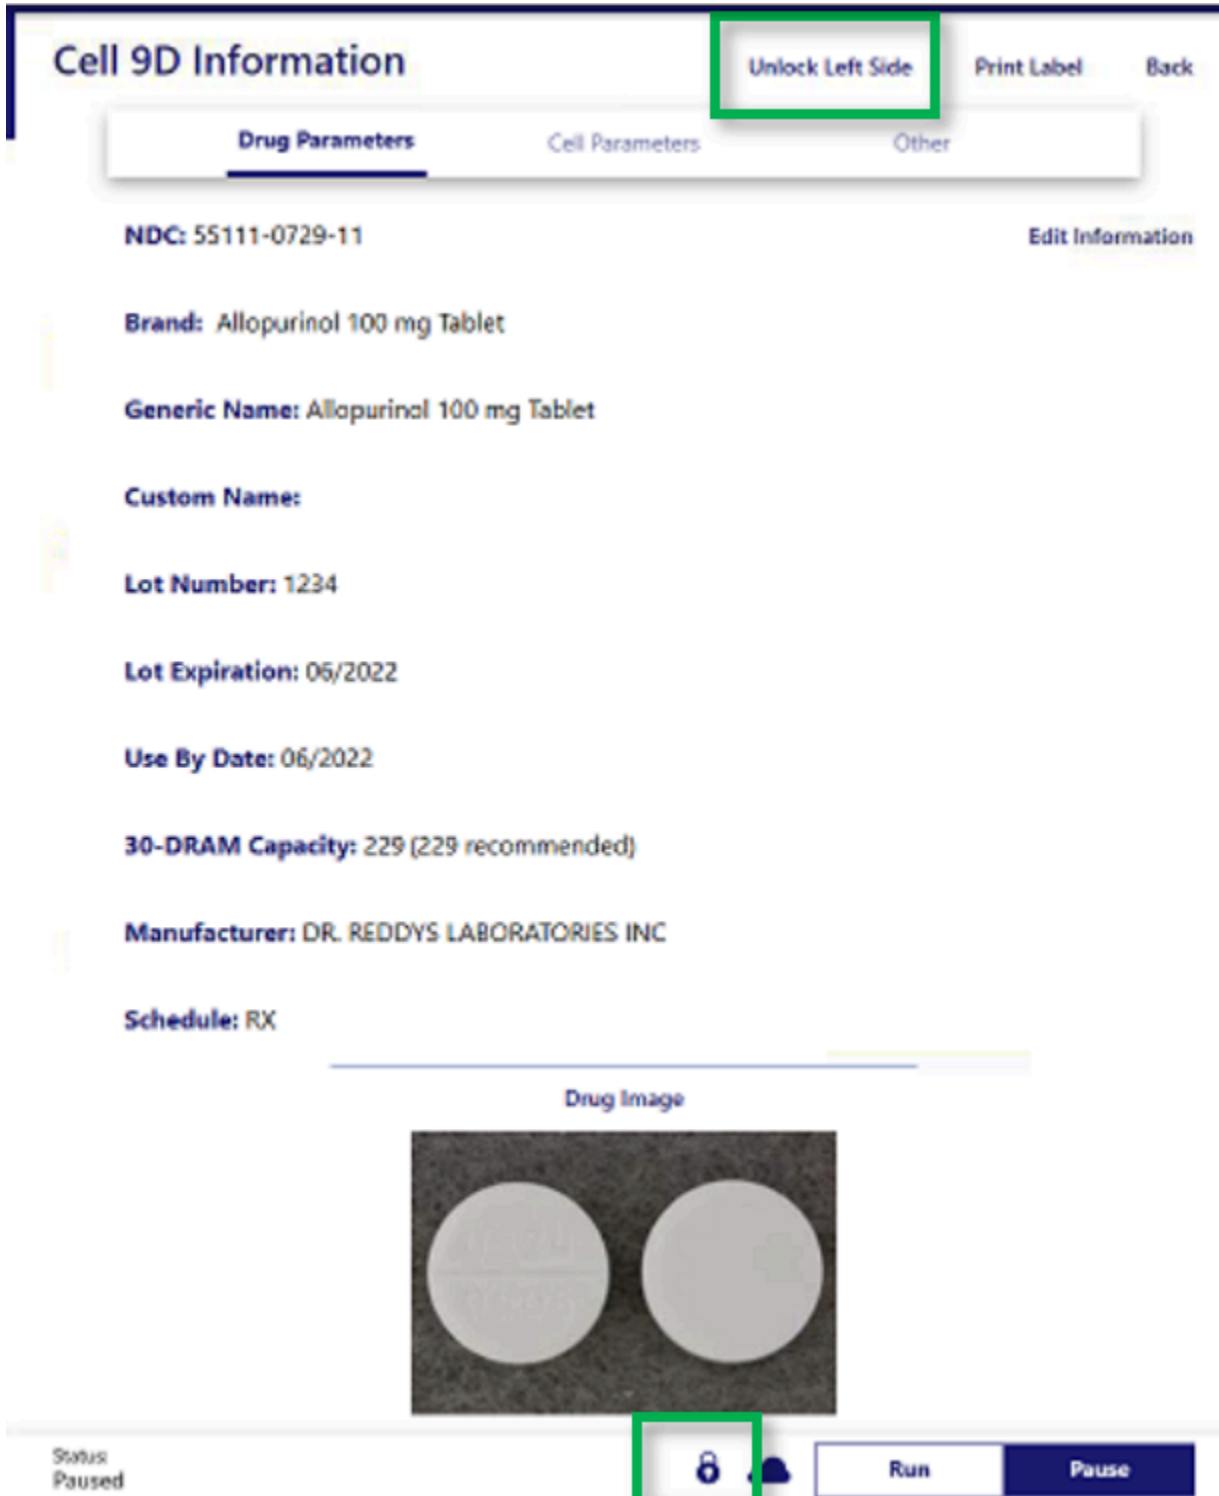 Cell 9D Information
Unlock Left Side
Print Label
Back
Drug Parameters
Cell Parameters
Other
NDC: 55111-0729-11
Edit Information
Brand: Allopurinol 100 mg Tablet
Generic Name: Allopurinol 100 mg Tablet
Custom Name:
Lot Number: 1234
Lot Expiration: 06/2022
Use By Date: 06/2022
30-DRAM Capacity: 229 (229 recommended)
Manufacturer: DR. REDDYS LABORATORIES INC
Schedule: RX
Drug Image
Status:
Paused
Run
Pause